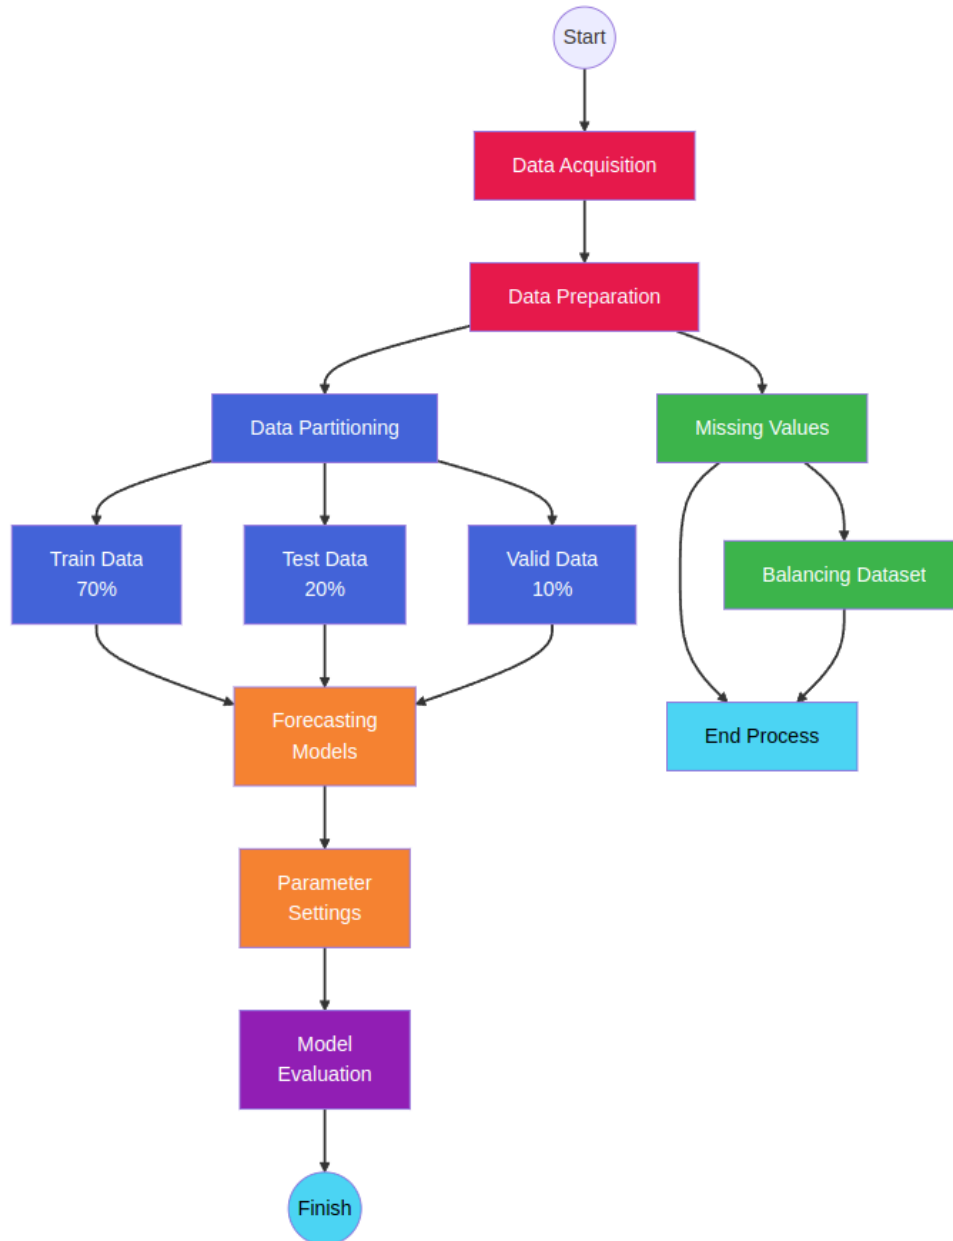 Start
Data Acquisition
Data Preparation
Data Partitioning
Missing Values
Train Data
70%
Test Data
20%
Valid Data
10%
Balancing Dataset
Forecasting
Models
End Process
Parameter
Settings
Model
Evaluation
Finish